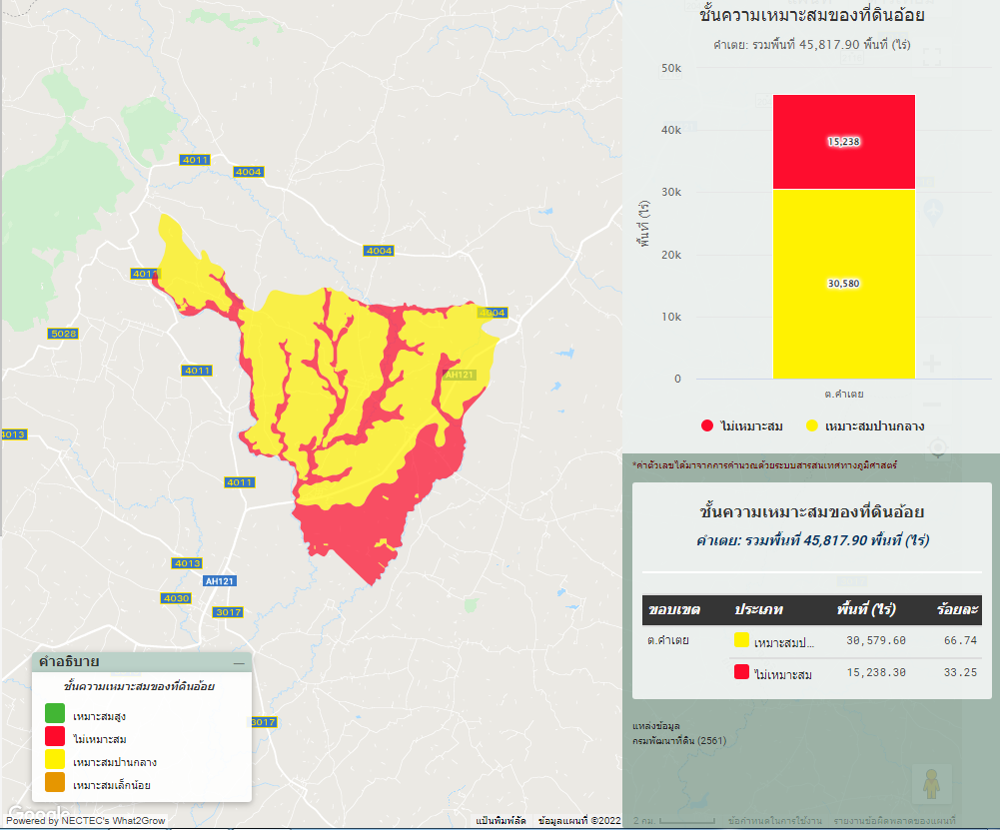 ชั้นความเหมาะสมของที่ดินอ้อย
คำเตย: รวมพื้นที่ 45,817.90 พื้นที่ (ไร่)
50k
40k
30k
20k
10k
0
พื้นที่ (ไร่)
15,238
30,580
ต.คำเตย
ไม่เหมาะสม
เหมาะสมปานกลาง
*ค่าตัวเลขได้มาจากการคำนวณด้วยระบบสารสนเทศทางภูมิศาสตร์
ชั้นความเหมาะสมของที่ดินอ้อย
คำเตย: รวมพื้นที่ 45,817.90 พื้นที่ (ไร่)
ขอบเขต ประเภท พื้นที่ (ไร่) ร้อยละ
ต.คำเตย เหมาะสมป... 30,579.60 66.74
ไม่เหมาะสม 15,238.30 33.25
แหล่งข้อมูล
กรมพัฒนาที่ดิน (2561)
4011
4004
4004
4011
4004
5028
4011
AH121
4013
4011
4013
AH121
4030
3017
3017
คำอธิบาย
ชั้นความเหมาะสมของที่ดินอ้อย
เหมาะสมสูง
ไม่เหมาะสม
เหมาะสมปานกลาง
เหมาะสมเล็กน้อย
Google
Powered by NECTEC's What2Grow
แป้นพิมพ์ลัด ข้อมูลแผนที่ ©2022
2 กม. ข้อกำหนดในการใช้งาน รายงานข้อผิดพลาดของแผนที่